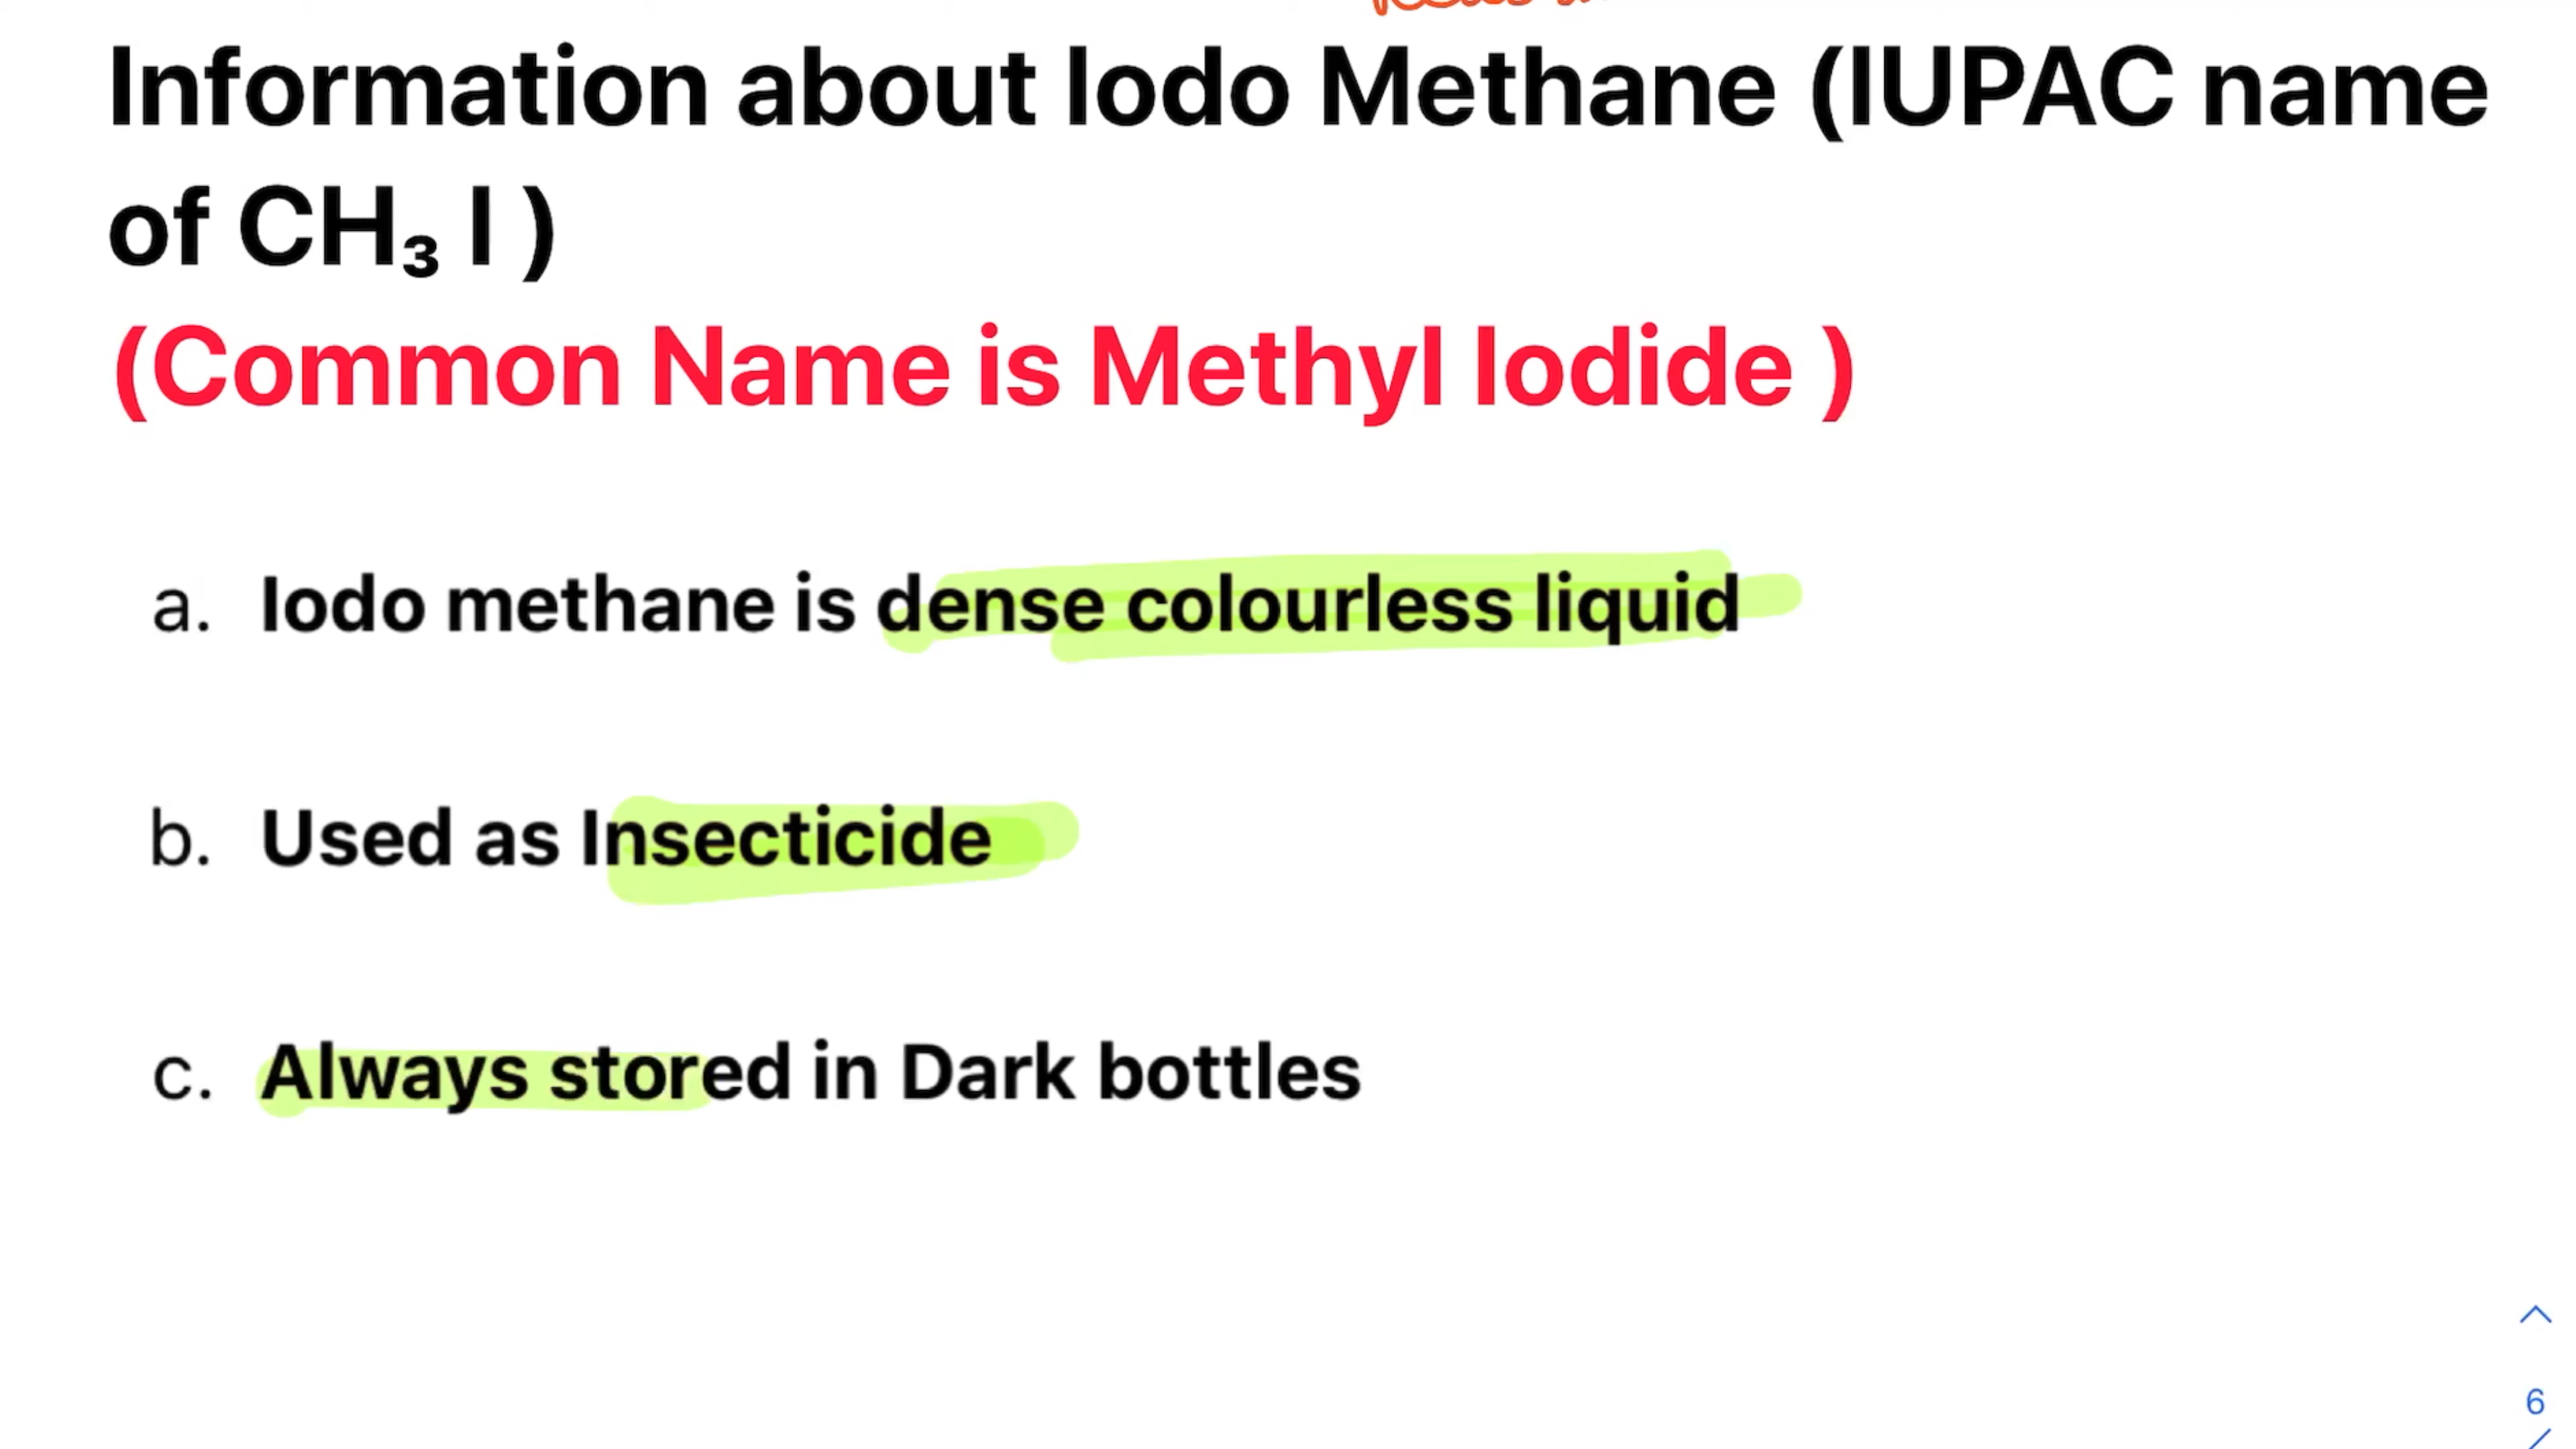 Information about Iodo Methane (IUPAC name
of CH₃ I )
(Common Name is Methyl Iodide )
a. Iodo methane is dense colourless liquid
b. Used as Insecticide
c. Always stored in Dark bottles
6